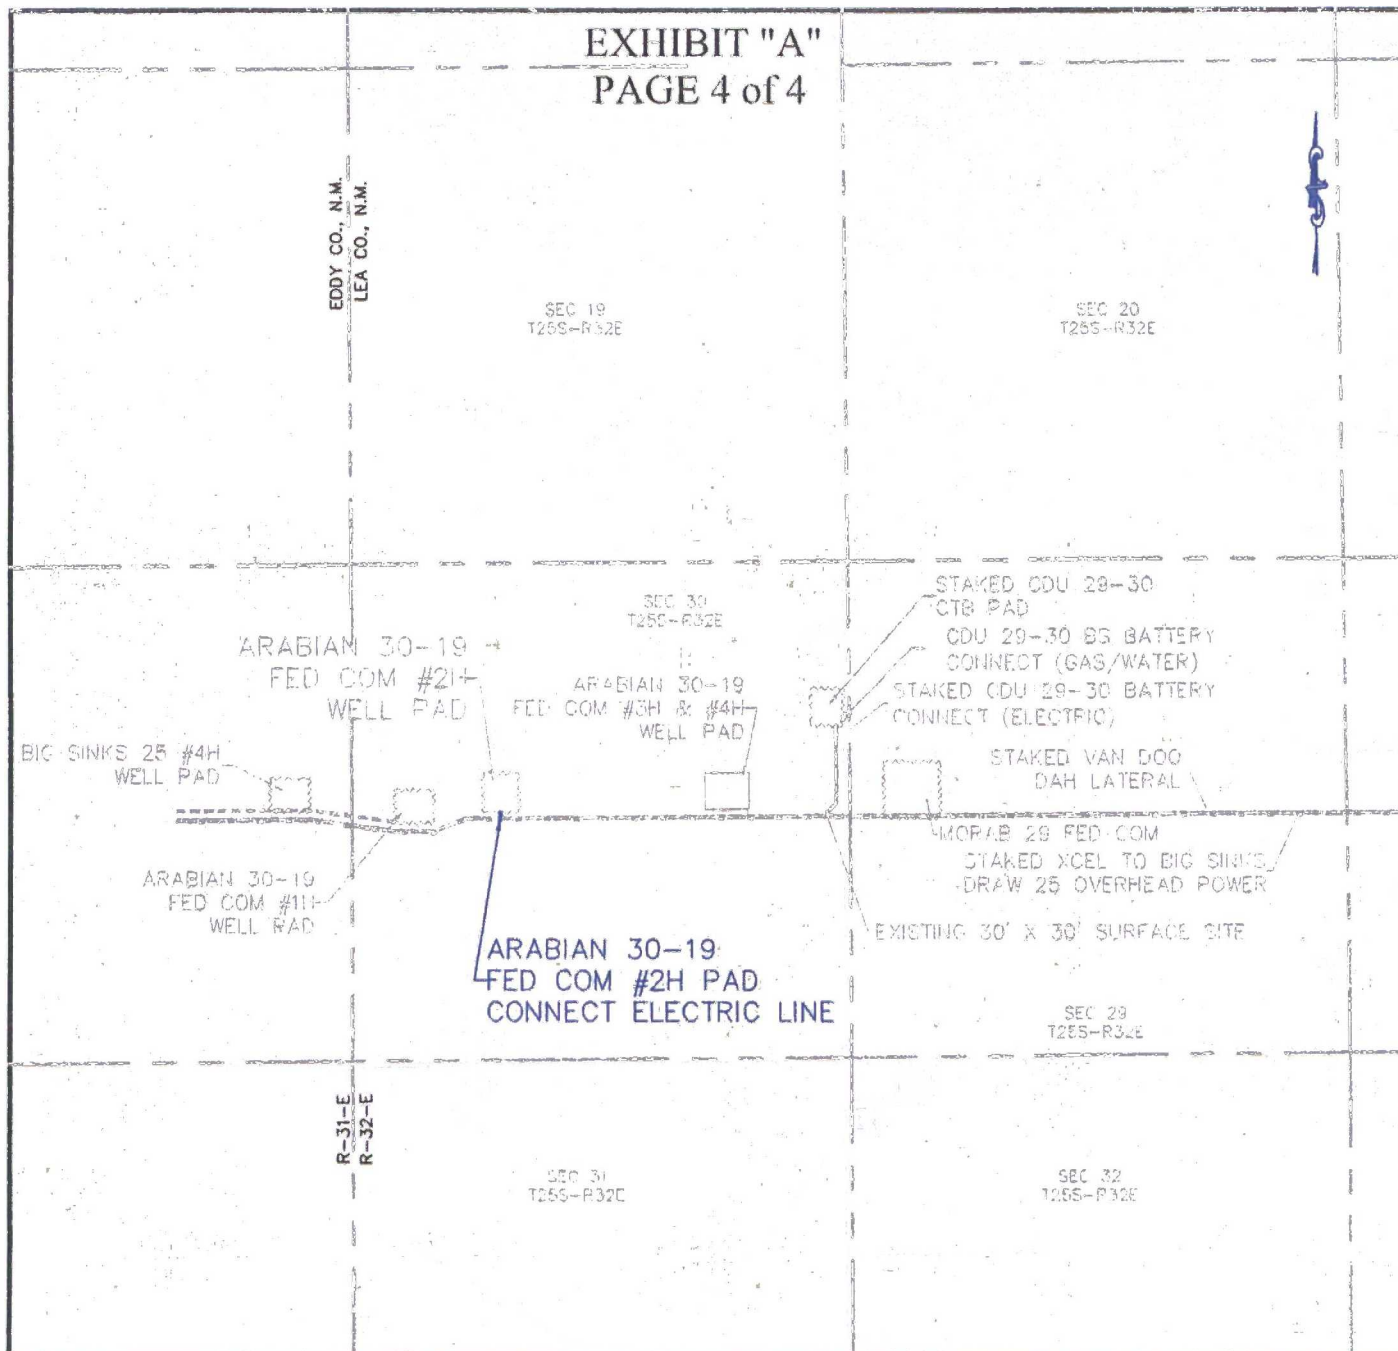 EXHIBIT "A"
PAGE 4 of 4
EDDY CO., N.M.
LEA CO., N.M.
SEC 19
T25S-R32E
SEC 20
T25S-R32E
SEC 30
T25S-R32E
STAKED CDU 29-30
CTB PAD
CDU 29-30 BS BATTERY
CONNECT (GAS/WATER)
STAKED CDU 29-30 BATTERY
CONNECT (ELECTRIC)
ARABIAN 30-19
FED COM #2H
WELL PAD
ARABIAN 30-19
FED COM #3H & #4H
WELL PAD
BIG SINKS 25 #4H
WELL PAD
STAKED VAN DOO
DAH LATERAL
MORAB 29 FED COM
STAKED XCEL TO BIG SINKS
DRAW 25 OVERHEAD POWER
ARABIAN 30-19
FED COM #1H
WELL PAD
EXISTING 30' X 30' SURFACE SITE
ARABIAN 30-19
FED COM #2H PAD
CONNECT ELECTRIC LINE
SEC 29
T25S-R32E
R-31-E
R-32-E
SEC 31
T25S-R32E
SEC 32
T25S-R32E